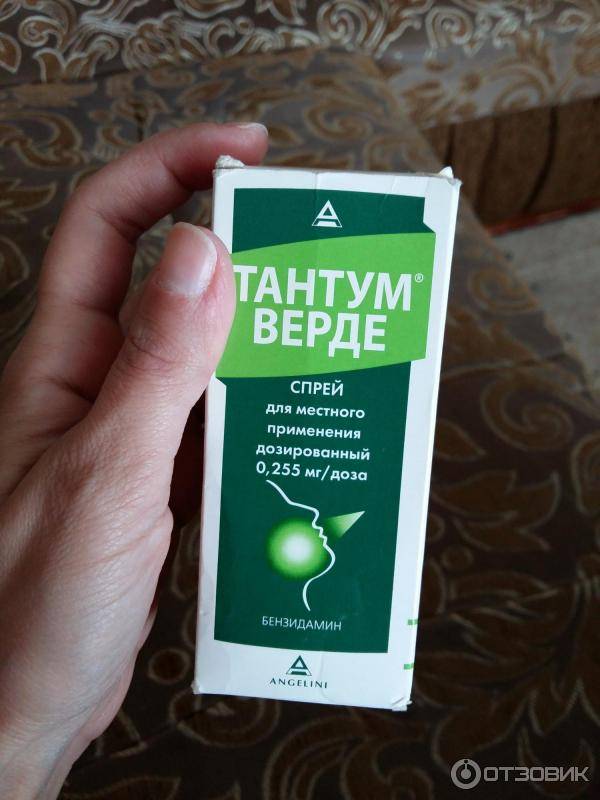 ТАНТУМ®
ВЕРДЕ
СПРЕЙ
для местного
применения
дозированный
0,255 мг/доза
БЕНЗИДАМИН
ANGELINI
ОТЗОВИК